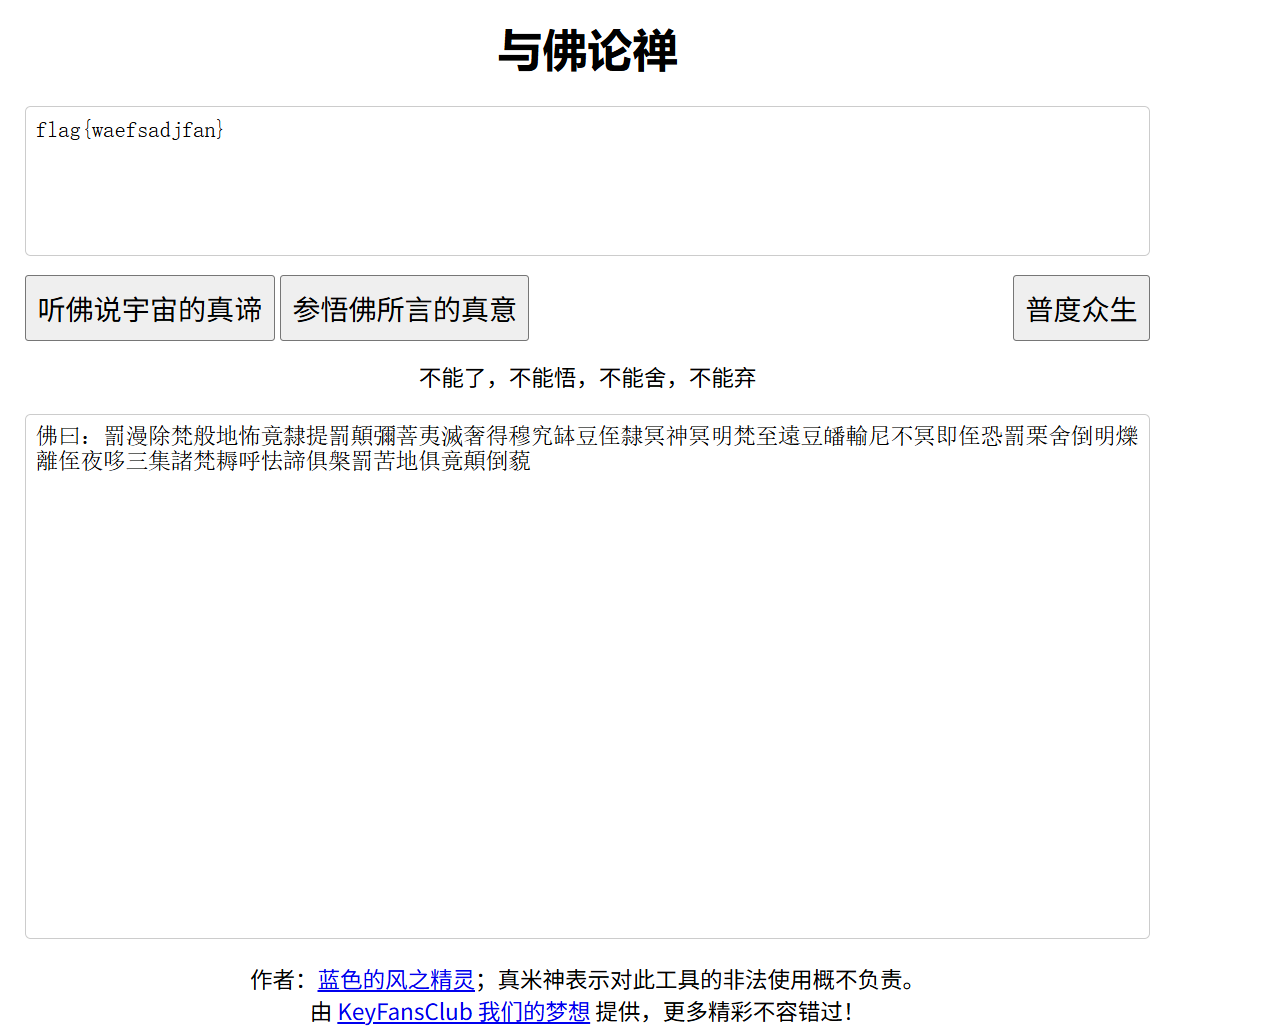 与佛论禅
flag{waefsadjfan}
听佛说宇宙的真谛 参悟佛所言的真意 普度众生
不能了，不能悟，不能舍，不能弃
佛曰：罰漫除梵般地怖竟隸提罰顛彌菩夷滅奢得穆究缽豆侄隸冥神冥明梵至遠豆皤輸尼不冥即侄恐罰栗舍倒明爍
離侄夜哆三集諸梵耨呼怯諦俱槃罰苦地俱竟顛倒藐
作者：蓝色的风之精灵；真米神表示对此工具的非法使用概不负责。
由 KeyFansClub 我们的梦想 提供，更多精彩不容错过！